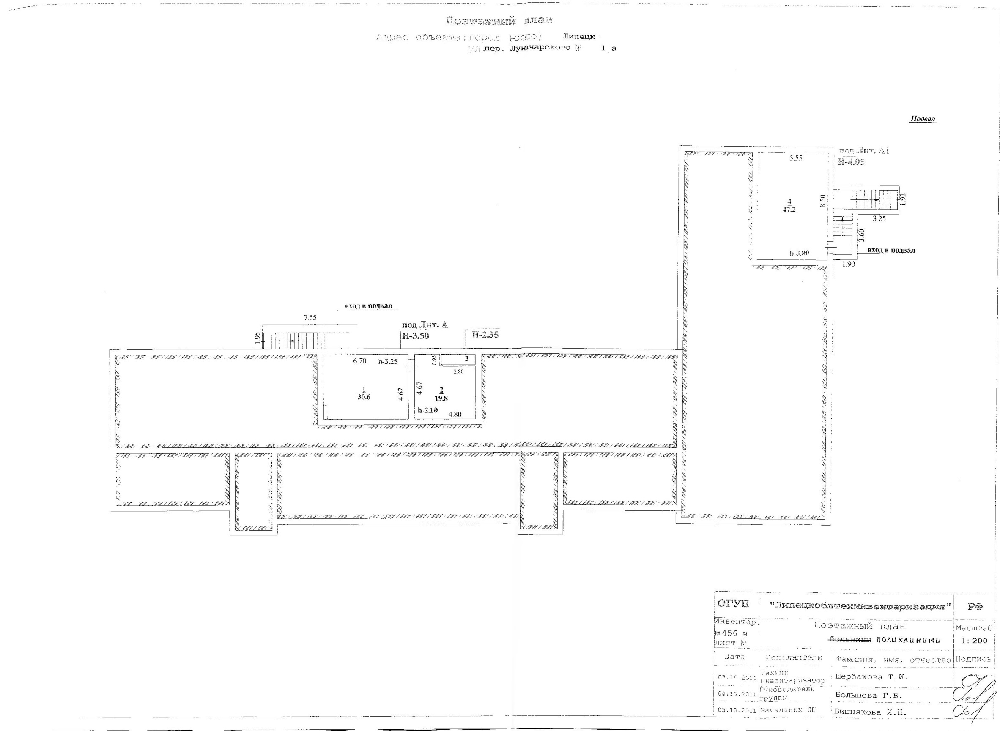 Поэтажный план
Адрес объекта:город (село) Липецк
ул пер. Луначарского № 1 а
Подвал
под Лит. А1
Н-4.05
5.55
4
47.2
8.50
1.92
3.25
3.60
h-3.80
вход в подвал
1.90
вход в подвал
7.55
1.95
под Лит. А
Н-3.50
Н-2.35
6.70
h-3.25
0.95
3
2.80
1
30.6
4.62
4.67
2
19.8
h-2.10
4.80
ОГУП "Липецкоблтехинвентаризация" РФ
Инвентар.
№ 456 н
лист №
Поэтажный план
больницы поликлиники
Масштаб
1:200
Дата Исполнители Фамилия, имя, отчество Подпись
03.10.2011 Техник инвентаризатор Щербакова Т.И.
04.10.2011 Руководитель группы Болышова Г.В.
05.10.2011 Начальник ПП Вишнякова И.Н.